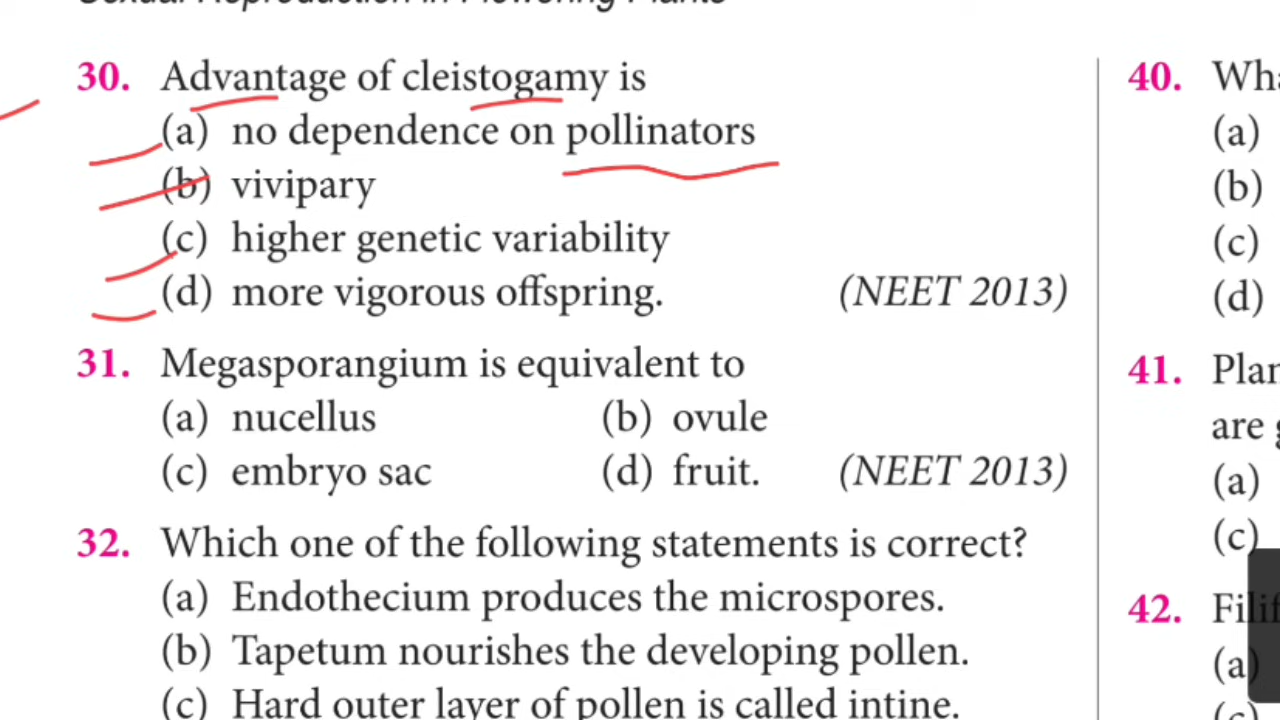 Sexual Reproduction in Flowering Plants
30. Advantage of cleistogamy is
(a) no dependence on pollinators
(b) vivipary
(c) higher genetic variability
(d) more vigorous offspring. (NEET 2013)
31. Megasporangium is equivalent to
(a) nucellus (b) ovule
(c) embryo sac (d) fruit. (NEET 2013)
32. Which one of the following statements is correct?
(a) Endothecium produces the microspores.
(b) Tapetum nourishes the developing pollen.
(c) Hard outer layer of pollen is called intine.
40.
(a)
(b)
(c)
(d)
41.
are
(a)
(c)
42.
(a)